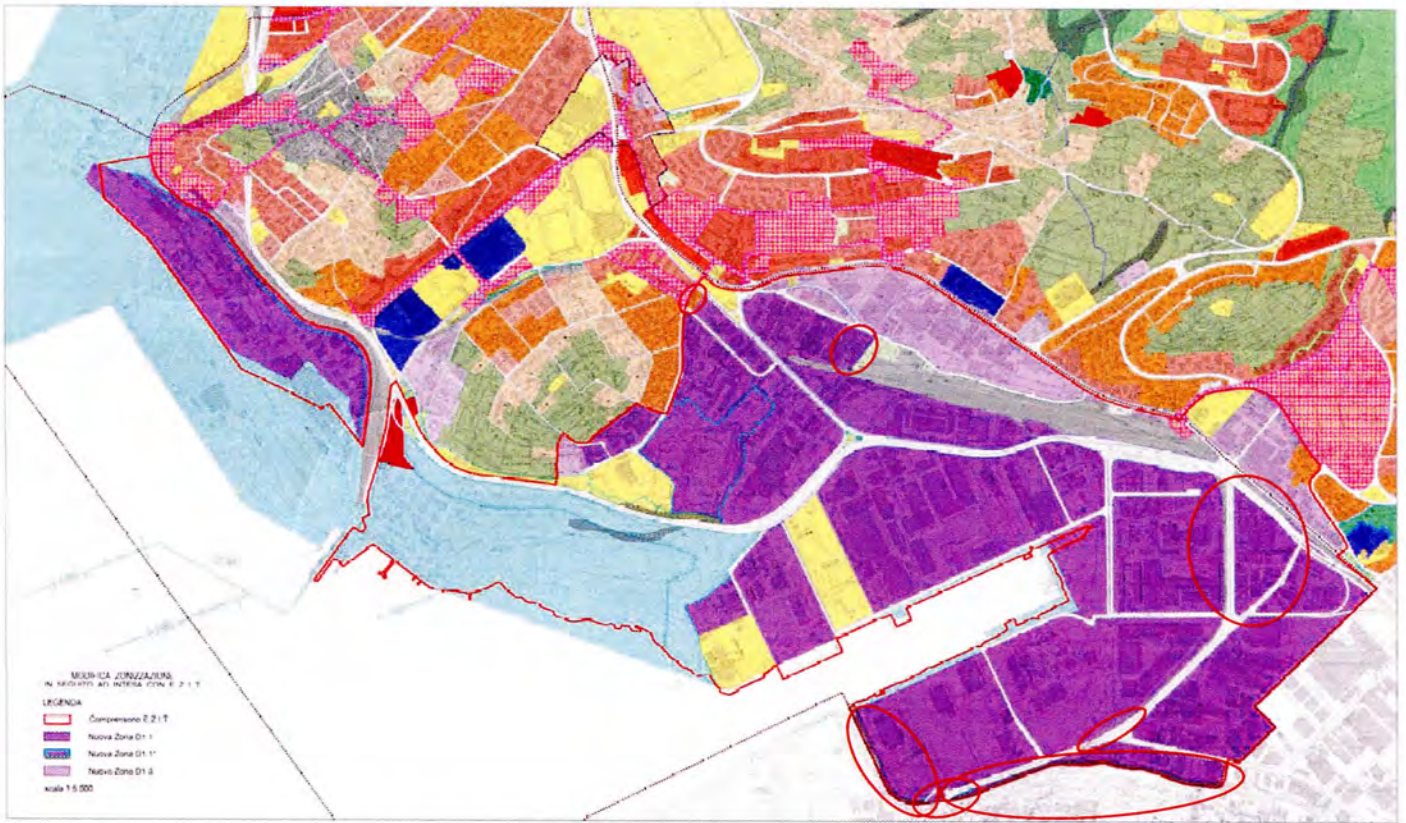 MODIFICA ZONIZZAZIONE
IN SEGUITO AD INTESA CON E.Z.I.T.
LEGENDA
Comprensorio E.Z.I.T.
Nuova Zona D1.1
Nuova Zona D1.1*
Nuova Zona D1.3
scala 1:5.000